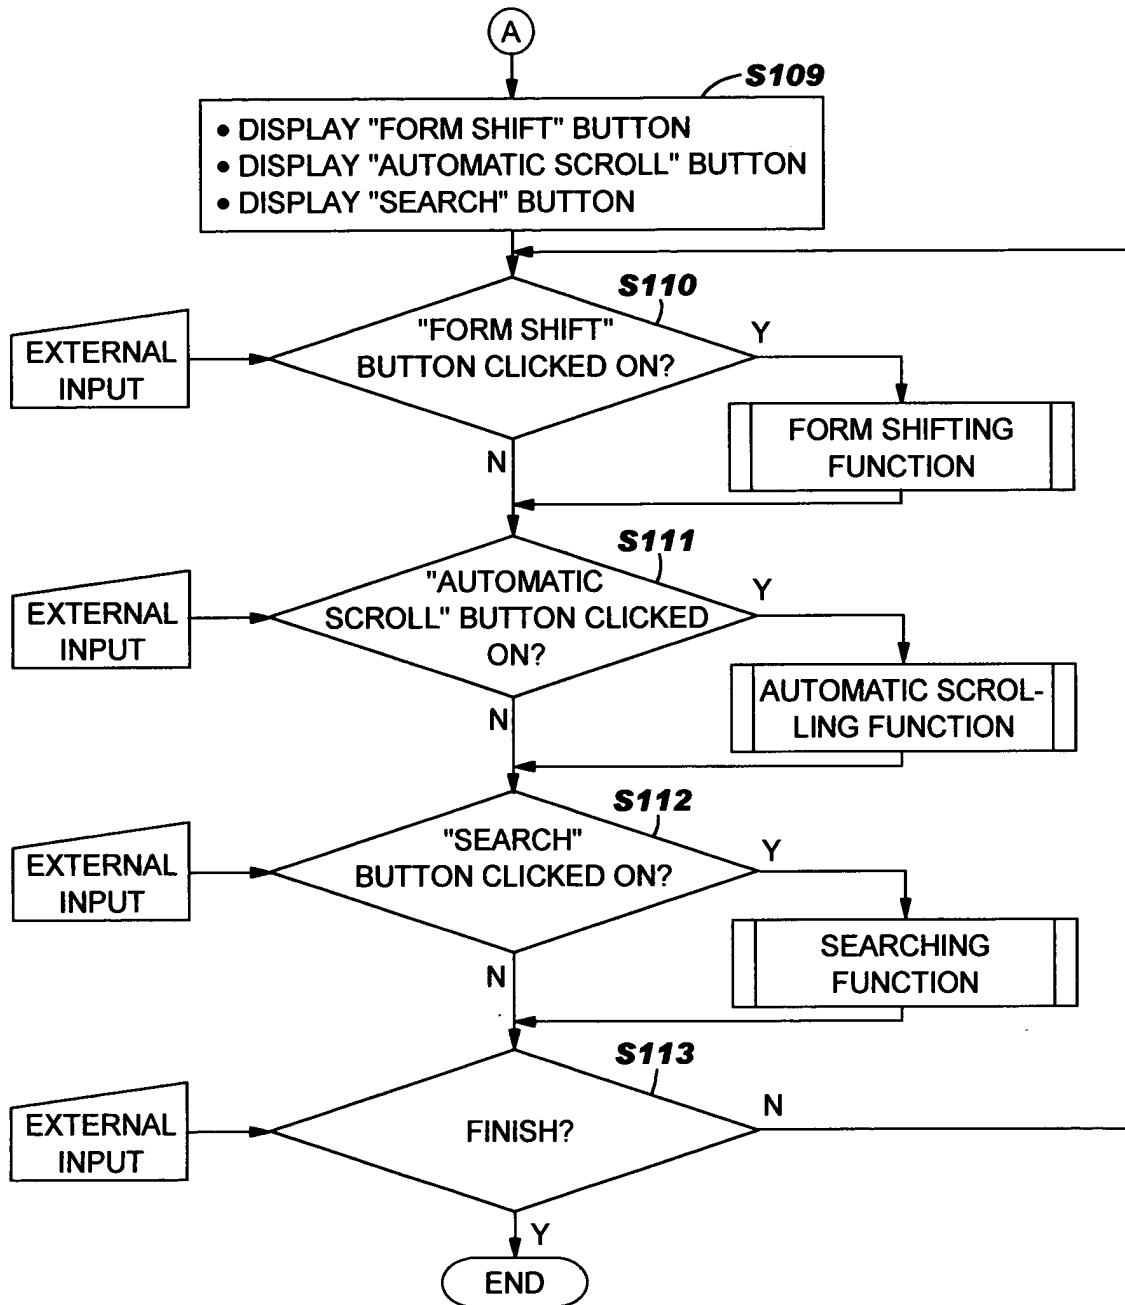 A
S109
• DISPLAY "FORM SHIFT" BUTTON
• DISPLAY "AUTOMATIC SCROLL" BUTTON
• DISPLAY "SEARCH" BUTTON
S110
"FORM SHIFT"
BUTTON CLICKED ON?
EXTERNAL
INPUT
Y
N
FORM SHIFTING
FUNCTION
S111
"AUTOMATIC
SCROLL" BUTTON CLICKED
ON?
EXTERNAL
INPUT
Y
N
AUTOMATIC SCROL-
LING FUNCTION
S112
"SEARCH"
BUTTON CLICKED ON?
EXTERNAL
INPUT
Y
N
SEARCHING
FUNCTION
S113
FINISH?
EXTERNAL
INPUT
N
Y
END